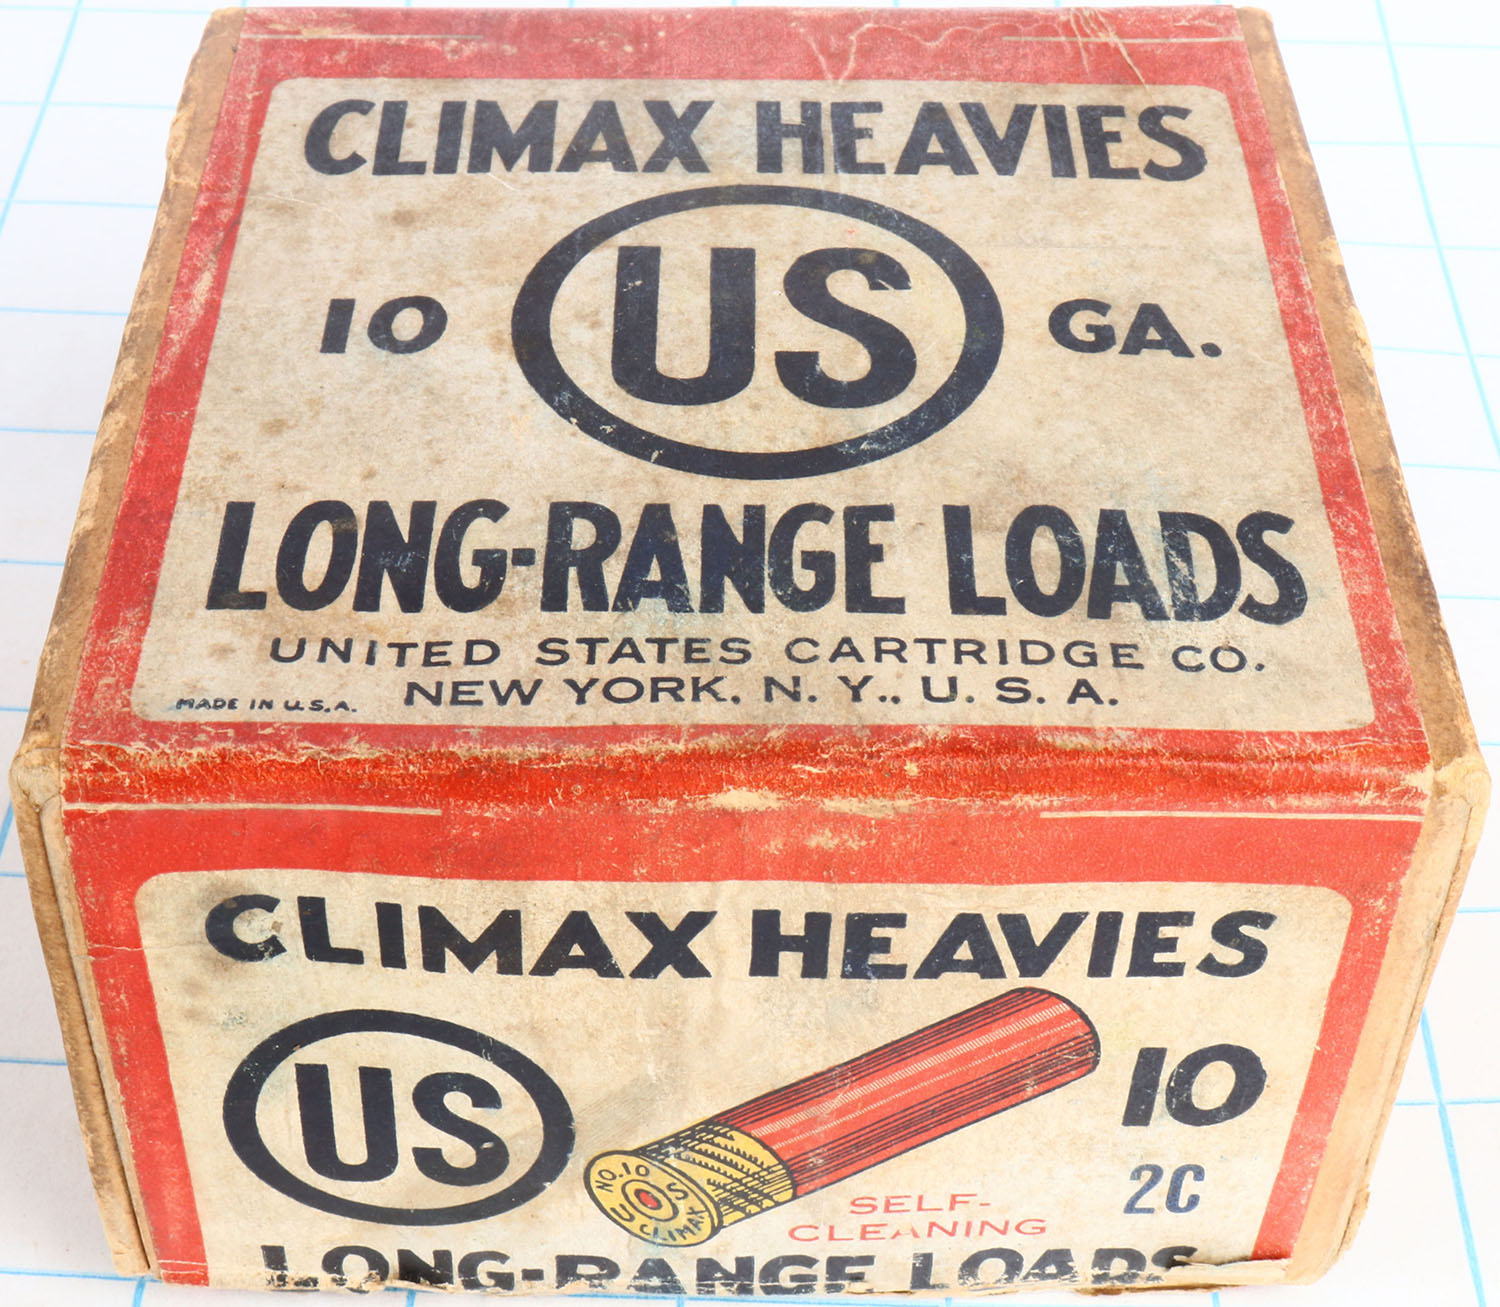 CLIMAX HEAVIES
10 US GA.
LONG-RANGE LOADS
UNITED STATES CARTRIDGE CO.
MADE IN U.S.A. NEW YORK, N. Y., U. S. A.
CLIMAX HEAVIES
US 10
NO. 10
U S
CLIMAX
2C
SELF-
CLEANING
LONG-RANGE LOADS